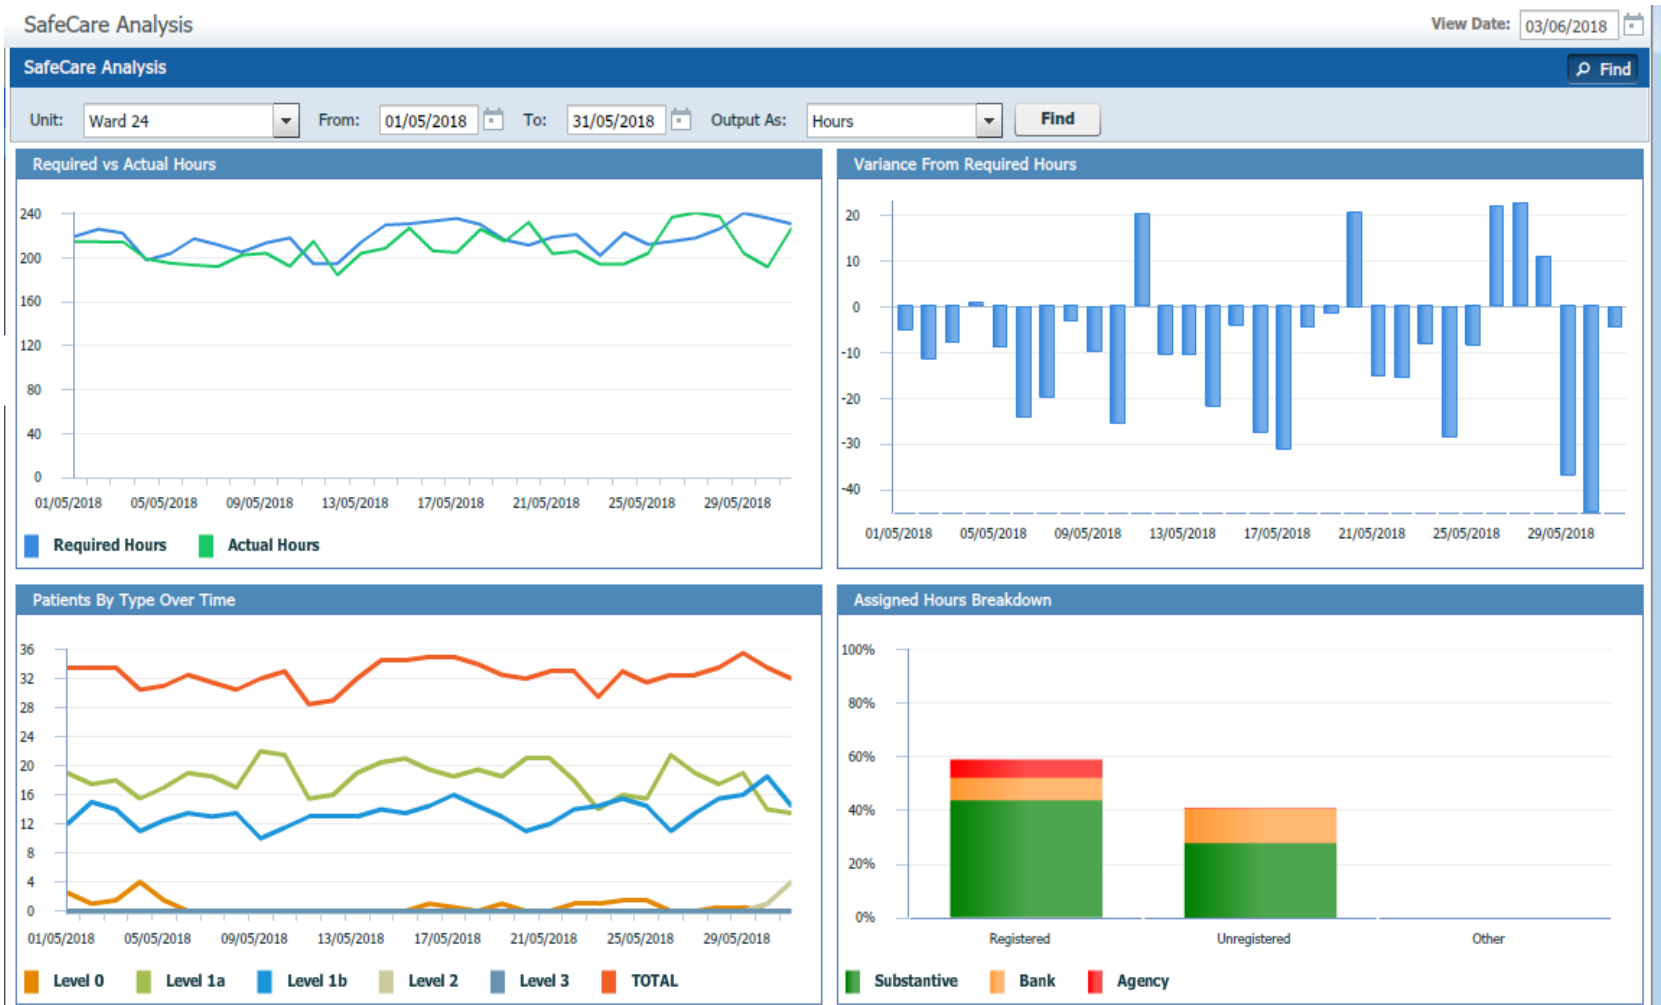 SafeCare Analysis
View Date: 03/06/2018
SafeCare Analysis
Find
Unit: Ward 24 From: 01/05/2018 To: 31/05/2018 Output As: Hours Find
Required vs Actual Hours
240
200
160
120
80
40
0
01/05/2018 05/05/2018 09/05/2018 13/05/2018 17/05/2018 21/05/2018 25/05/2018 29/05/2018
Required Hours Actual Hours
Variance From Required Hours
20
10
0
-10
-20
-30
-40
01/05/2018 05/05/2018 09/05/2018 13/05/2018 17/05/2018 21/05/2018 25/05/2018 29/05/2018
Patients By Type Over Time
36
32
28
24
20
16
12
8
4
0
01/05/2018 05/05/2018 09/05/2018 13/05/2018 17/05/2018 21/05/2018 25/05/2018 29/05/2018
Level 0 Level 1a Level 1b Level 2 Level 3 TOTAL
Assigned Hours Breakdown
100%
80%
60%
40%
20%
0%
Registered Unregistered Other
Substantive Bank Agency